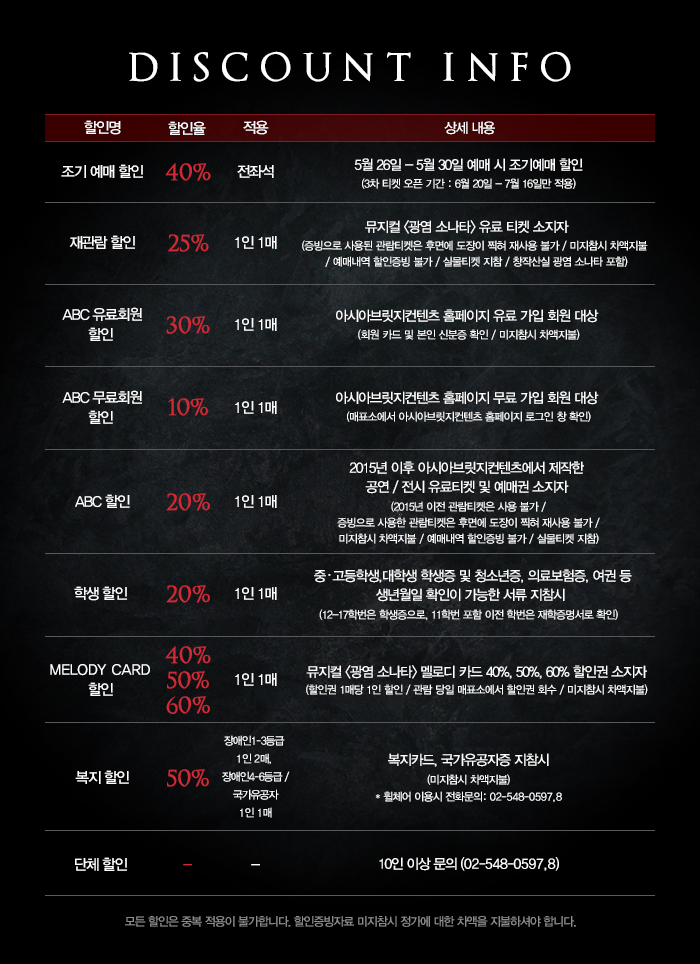 DISCOUNT INFO
할인명 할인율 적용 상세 내용
조기 예매 할인 40% 전좌석
5월 26일 – 5월 30일 예매 시 조기예매 할인
(3차 티켓 오픈 기간 : 6월 20일 – 7월 16일만 적용)
재관람 할인 25% 1인 1매
뮤지컬 〈광염 소나타〉 유료 티켓 소지자
(증빙으로 사용된 관람티켓은 후면에 도장이 찍혀 재사용 불가 / 미지참시 차액지불
/ 예매내역 할인증빙 불가 / 실물티켓 지참 / 창작산실 광염 소나타 포함)
ABC 유료회원
할인
30% 1인 1매
아시아브릿지컨텐츠 홈페이지 유료 가입 회원 대상
(회원 카드 및 본인 신분증 확인 / 미지참시 차액지불)
ABC 무료회원
할인
10% 1인 1매
아시아브릿지컨텐츠 홈페이지 무료 가입 회원 대상
(매표소에서 아시아브릿지컨텐츠 홈페이지 로그인 창 확인)
ABC 할인 20% 1인 1매
2015년 이후 아시아브릿지컨텐츠에서 제작한
공연 / 전시 유료티켓 및 예매권 소지자
(2015년 이전 관람티켓은 사용 불가 /
증빙으로 사용한 관람티켓은 후면에 도장이 찍혀 재사용 불가 /
미지참시 차액지불 / 예매내역 할인증빙 불가 / 실물티켓 지참)
학생 할인 20% 1인 1매
중·고등학생,대학생 학생증 및 청소년증, 의료보험증, 여권 등
생년월일 확인이 가능한 서류 지참시
(12–17학번은 학생증으로, 11학번 포함 이전 학번은 재학증명서로 확인)
MELODY CARD
할인
40%
50%
60%
1인 1매
뮤지컬 〈광염 소나타〉 멜로디 카드 40%, 50%, 60% 할인권 소지자
(할인권 1매당 1인 할인 / 관람 당일 매표소에서 할인권 회수 / 미지참시 차액지불)
복지 할인 50%
장애인1-3등급
1인 2매,
장애인4-6등급 /
국가유공자
1인 1매
복지카드, 국가유공자증 지참시
(미지참시 차액지불)
* 휠체어 이용시 전화문의: 02-548-0597,8
단체 할인 – –
10인 이상 문의 (02-548-0597,8)
모든 할인은 중복 적용이 불가합니다. 할인증빙자료 미지참시 정가에 대한 차액을 지불하셔야 합니다.